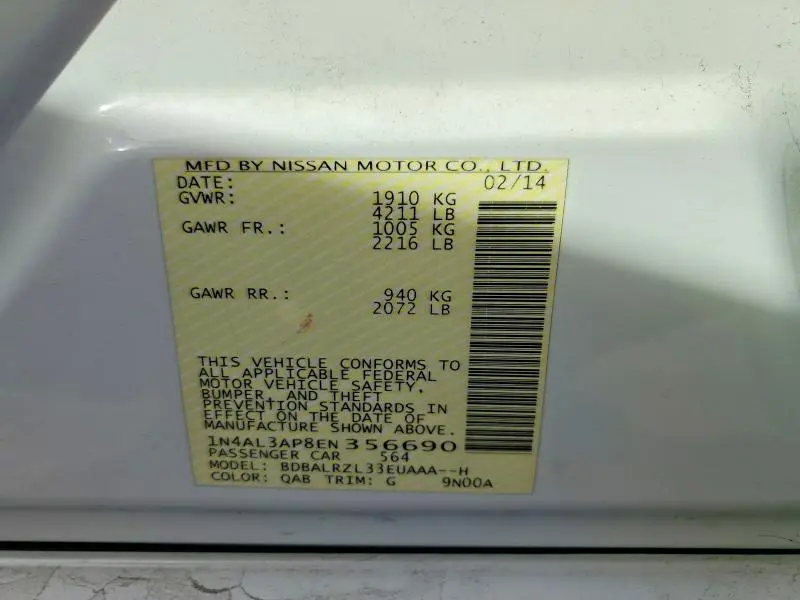 MFD BY NISSAN MOTOR CO., LTD.
DATE: 02/14
GVWR: 1910 KG
4211 LB
GAWR FR.: 1005 KG
2216 LB
GAWR RR.: 940 KG
2072 LB
THIS VEHICLE CONFORMS TO
ALL APPLICABLE FEDERAL
MOTOR VEHICLE SAFETY,
BUMPER, AND THEFT
PREVENTION STANDARDS IN
EFFECT ON THE DATE OF
MANUFACTURE SHOWN ABOVE.
1N4AL3AP8EN 356690
PASSENGER CAR 564
MODEL: BDBALRZL33EUAAA--H
COLOR: QAB TRIM: G 9N00A